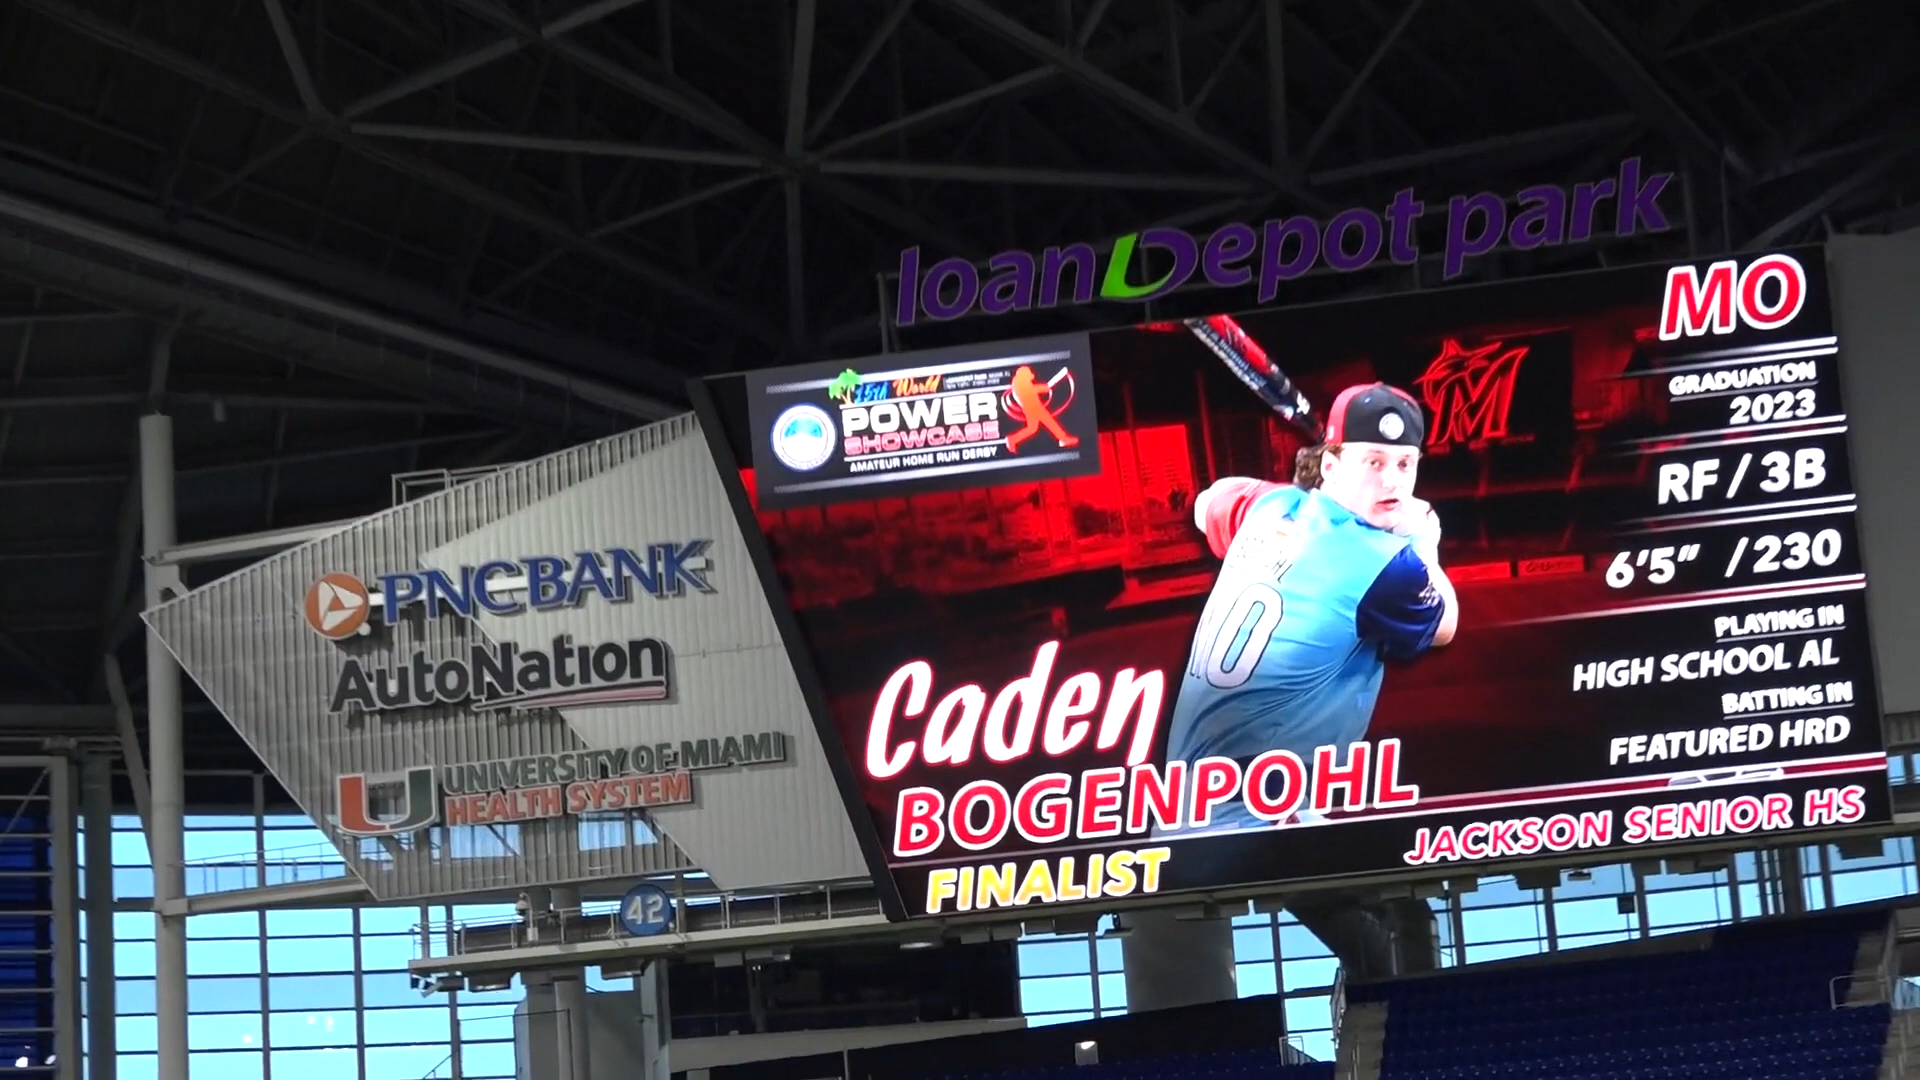 loanDepot park
MO
15th World
POWER
SHOWCASE
AMATEUR HOME RUN DERBY
GRADUATION
2023
RF / 3B
6'5" / 230
PLAYING IN
HIGH SCHOOL AL
BATTING IN
FEATURED HRD
M
10
Caden
BOGENPOHL
FINALIST
JACKSON SENIOR HS
PNC BANK
AutoNation
U UNIVERSITY OF MIAMI
HEALTH SYSTEM
42